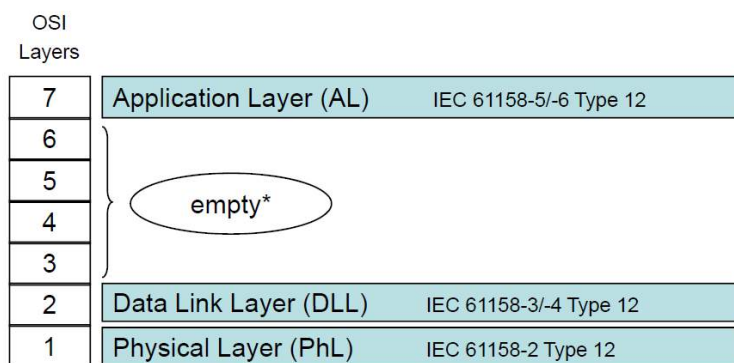 OSI
Layers
7 Application Layer (AL) IEC 61158-5/-6 Type 12
6
5
empty*
4
3
2 Data Link Layer (DLL) IEC 61158-3/-4 Type 12
1 Physical Layer (PhL) IEC 61158-2 Type 12